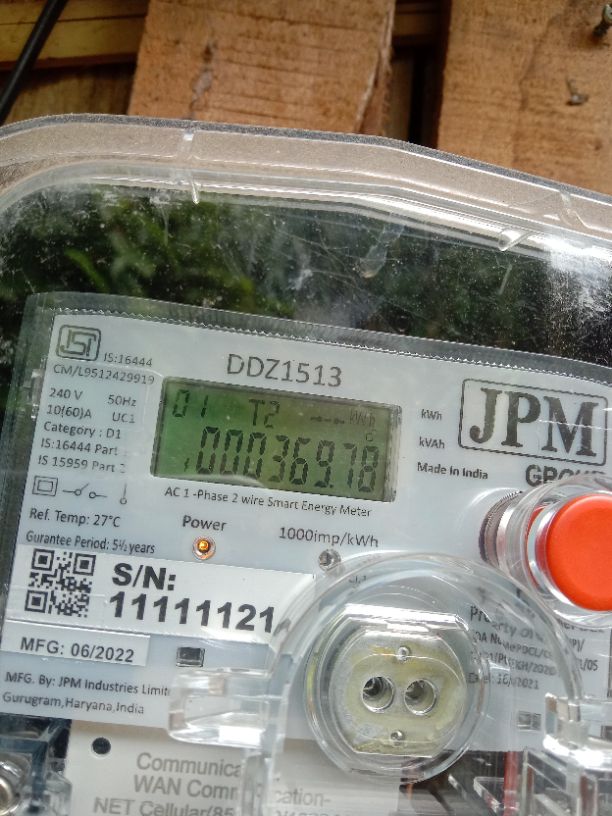 IS:16444
CM/L9512429919
DDZ1513
240 V 50Hz
10(60)A UC1
Category : D1
IS:16444 Part
IS 15959 Part
01 T2 kWh
00036978
kWh
kVAh
Made in India
JPM
AC 1 -Phase 2 wire Smart Energy Meter
Ref. Temp: 27°C
Gurantee Period: 5½ years
Power
1000imp/kWh
S/N:
11111121
MFG: 06/2022
MFG. By: JPM Industries
Gurugram,Haryana,India
WAN
NET Cellular